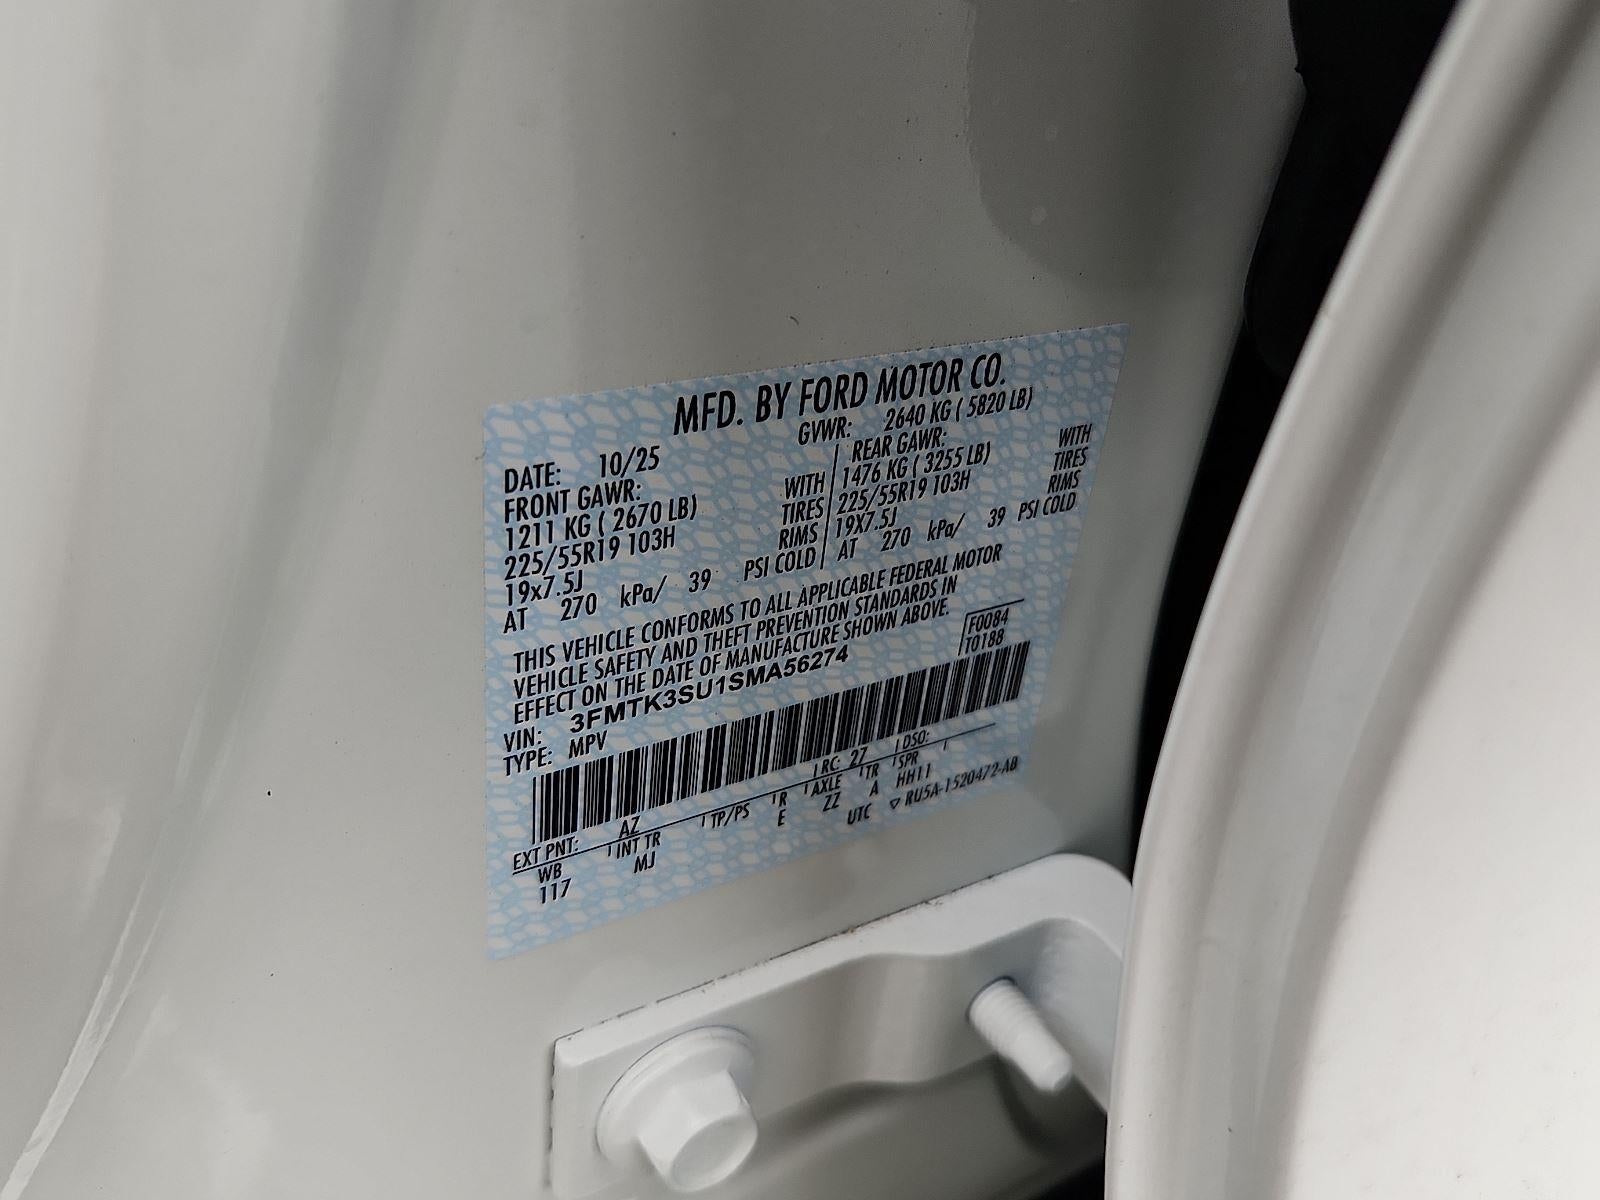 MFD. BY FORD MOTOR CO.
DATE: 10/25 GVWR: 2640 KG ( 5820 LB)
FRONT GAWR: REAR GAWR:
1211 KG ( 2670 LB) WITH 1476 KG ( 3255 LB) WITH
225/55R19 103H TIRES 225/55R19 103H TIRES
19x7.5J RIMS 19X7.5J RIMS
AT 270 kPa/ 39 PSI COLD AT 270 kPa/ 39 PSI COLD
THIS VEHICLE CONFORMS TO ALL APPLICABLE FEDERAL MOTOR
VEHICLE SAFETY AND THEFT PREVENTION STANDARDS IN
EFFECT ON THE DATE OF MANUFACTURE SHOWN ABOVE.
F0084
T0188
VIN: 3FMTK3SU1SMA56274
TYPE: MPV
EXT PNT: AZ RC: 27 DSO:
WB INT TR TP/PS R AXLE TR SPR
117 MJ E ZZ A HH11
UTC ▽ RU5A-1520472-AB